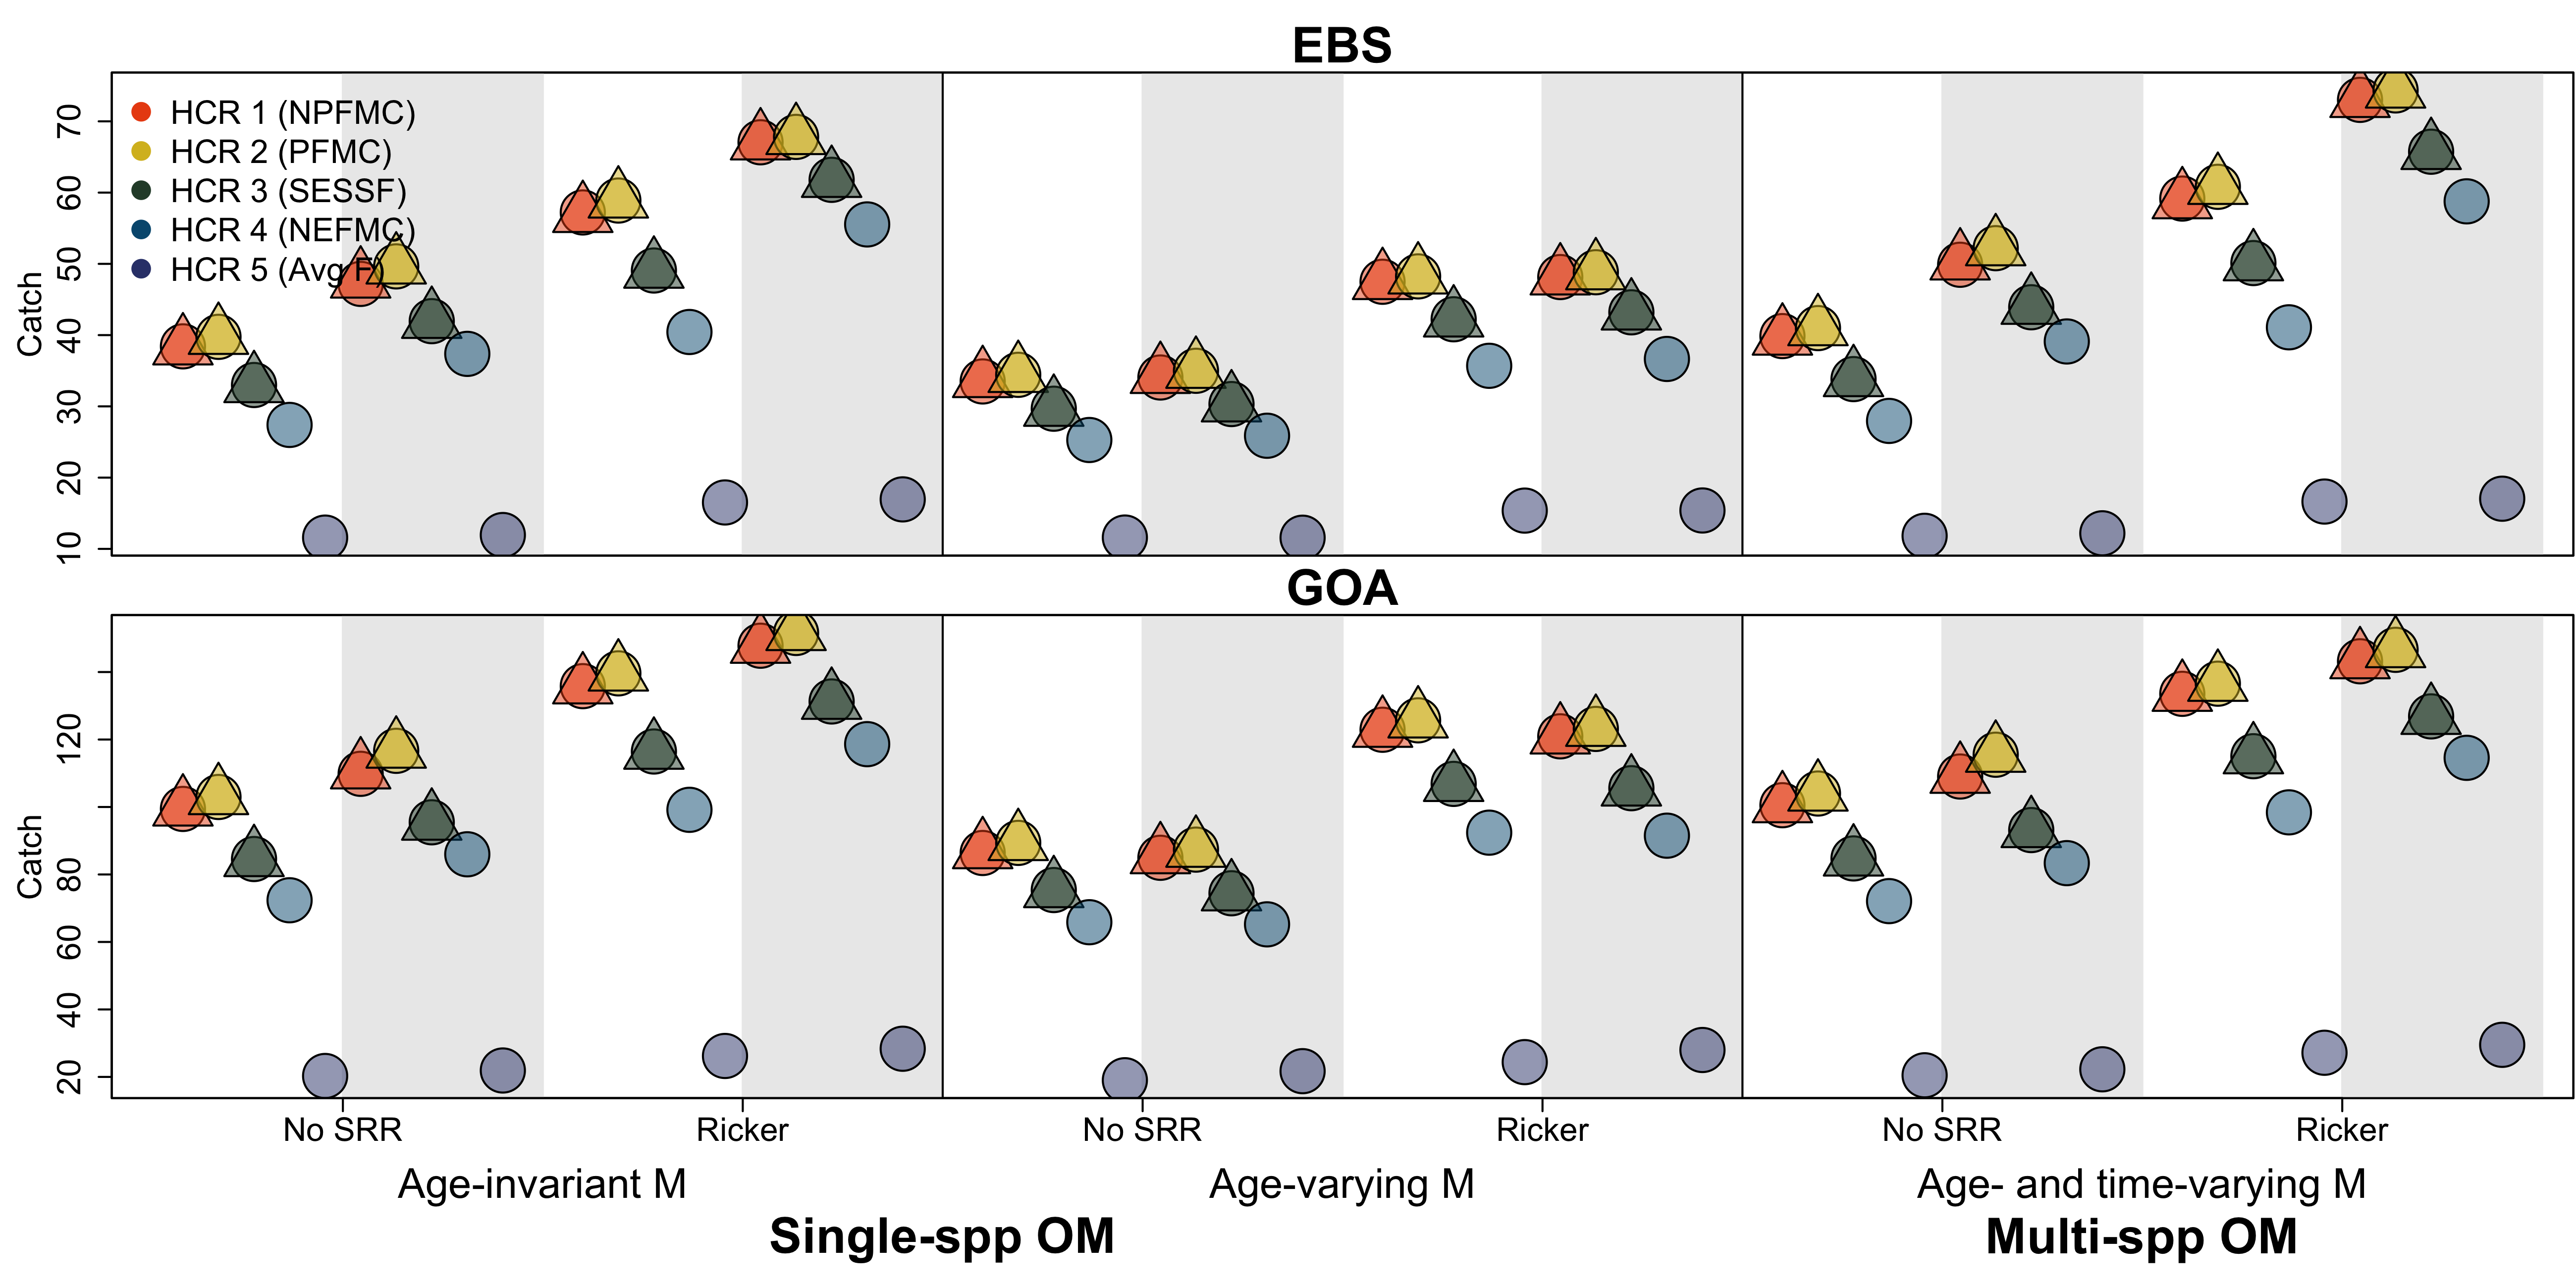 EBS
70
60
50
40
30
20
10
Catch
HCR 1 (NPFMC)
HCR 2 (PFMC)
HCR 3 (SESSF)
HCR 4 (NEFMC)
HCR 5 (Avg F)
GOA
120
80
60
40
20
Catch
No SRR Ricker No SRR Ricker No SRR Ricker
Age-invariant M Age-varying M Age- and time-varying M
Single-spp OM Multi-spp OM